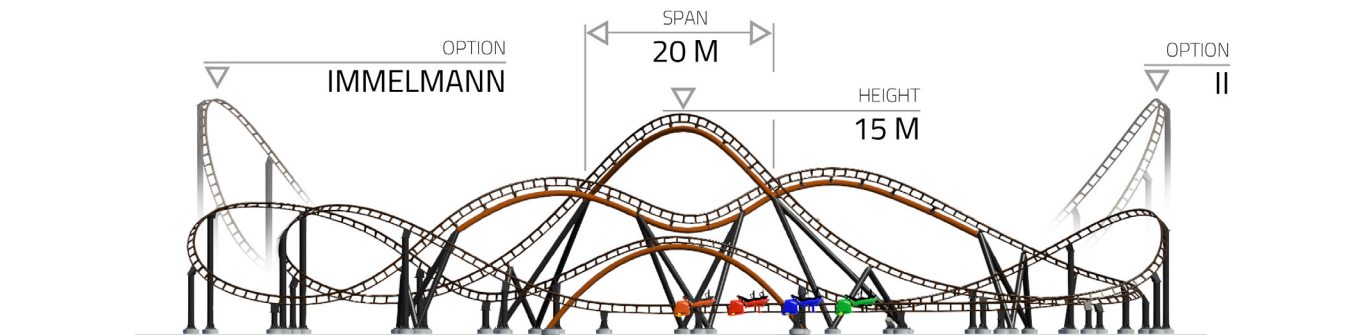 SPAN
20 M
OPTION
IMMELMANN
OPTION
II
HEIGHT
15 M